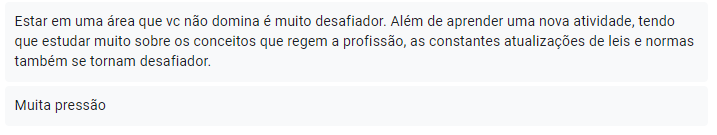 Estar em uma área que vc não domina é muito desafiador. Além de aprender uma nova atividade, tendo
que estudar muito sobre os conceitos que regem a profissão, as constantes atualizações de leis e normas
também se tornam desafiador.
Muita pressão